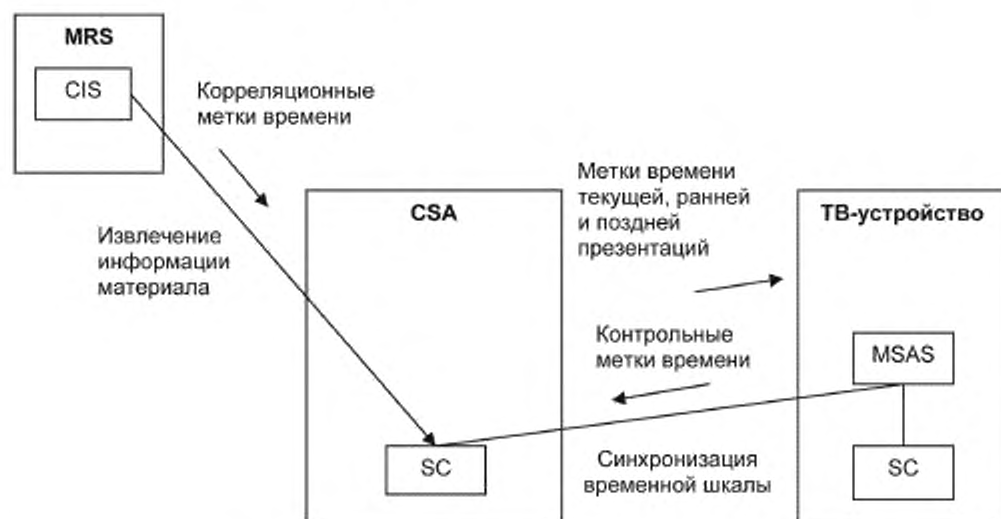 MRS
CIS
Корреляционные
метки времени
Извлечение
информации
материала
CSA
SC
Метки времени
текущей, ранней
и поздней
презентаций
Контрольные
метки времени
Синхронизация
временной шкалы
ТВ-устройство
MSAS
SC